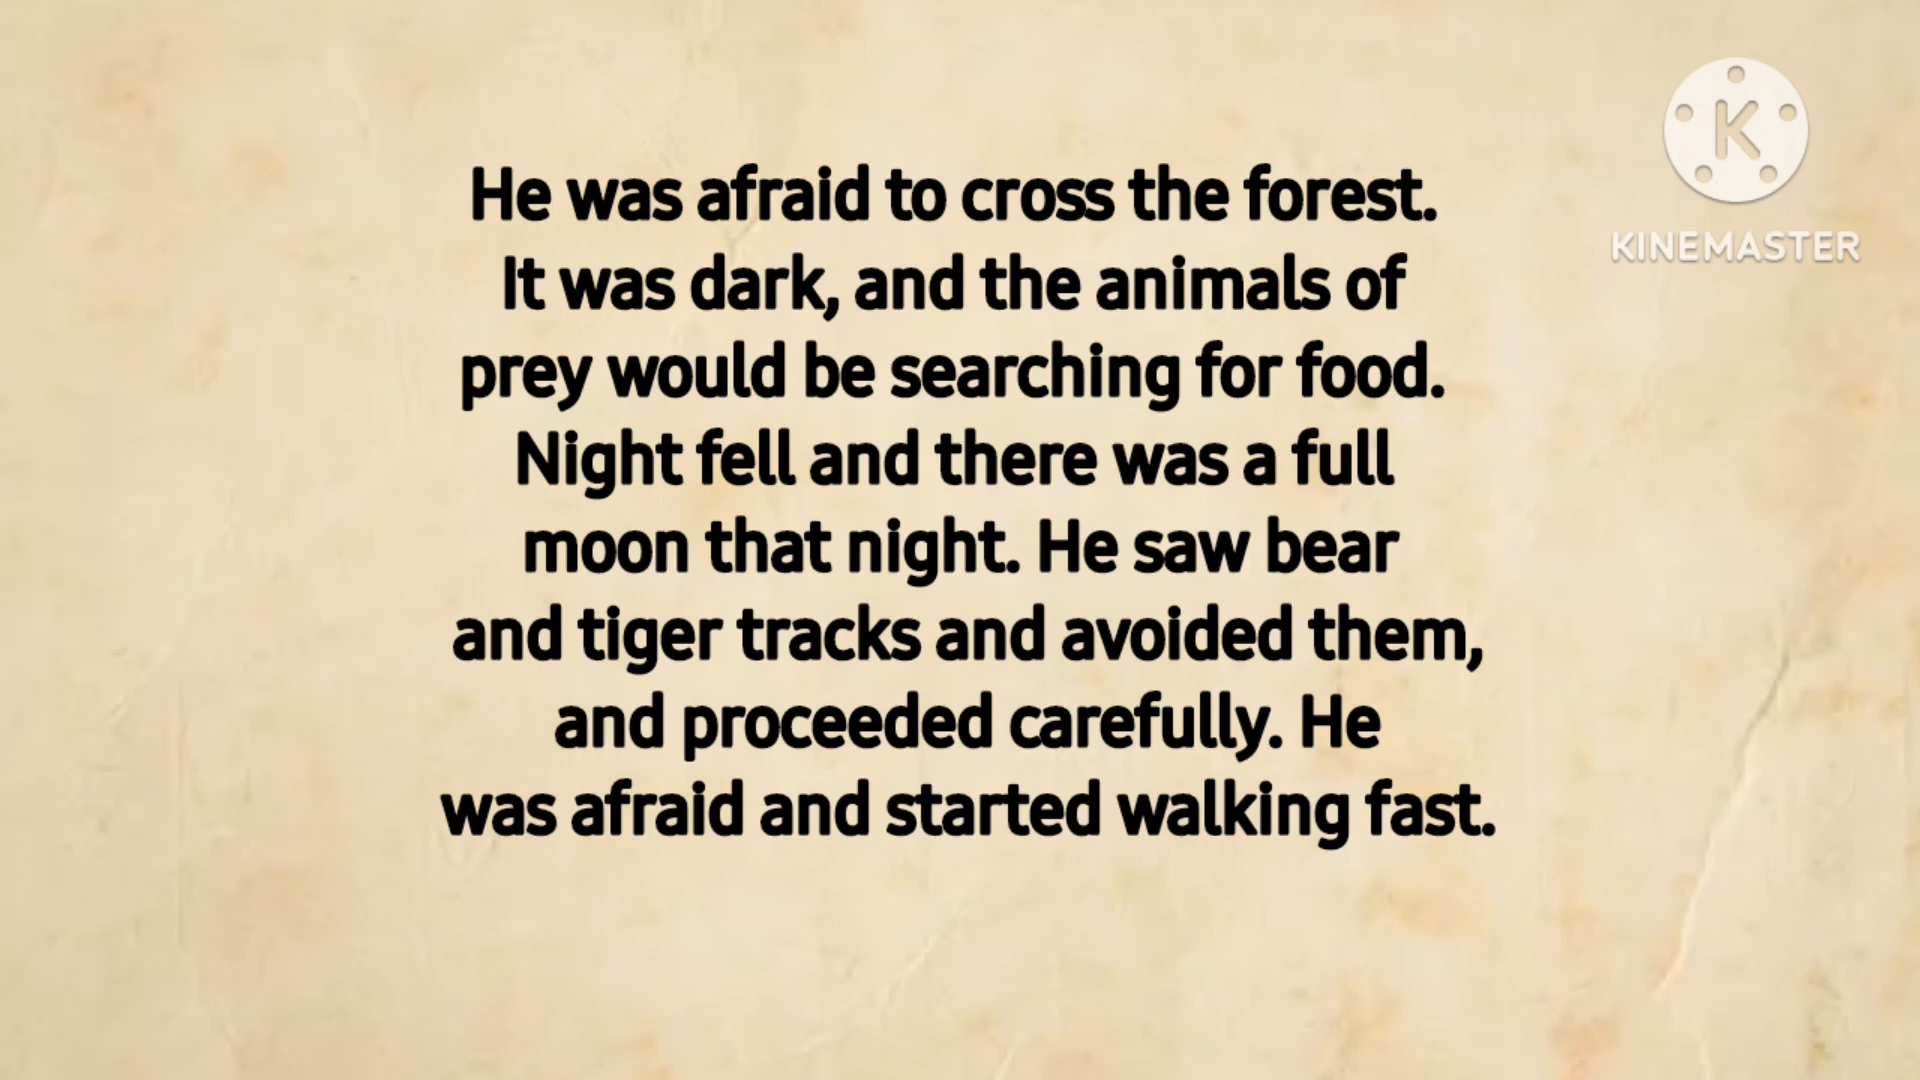 He was afraid to cross the forest.
It was dark, and the animals of
prey would be searching for food.
Night fell and there was a full
moon that night. He saw bear
and tiger tracks and avoided them,
and proceeded carefully. He
was afraid and started walking fast.
K
KINEMASTER